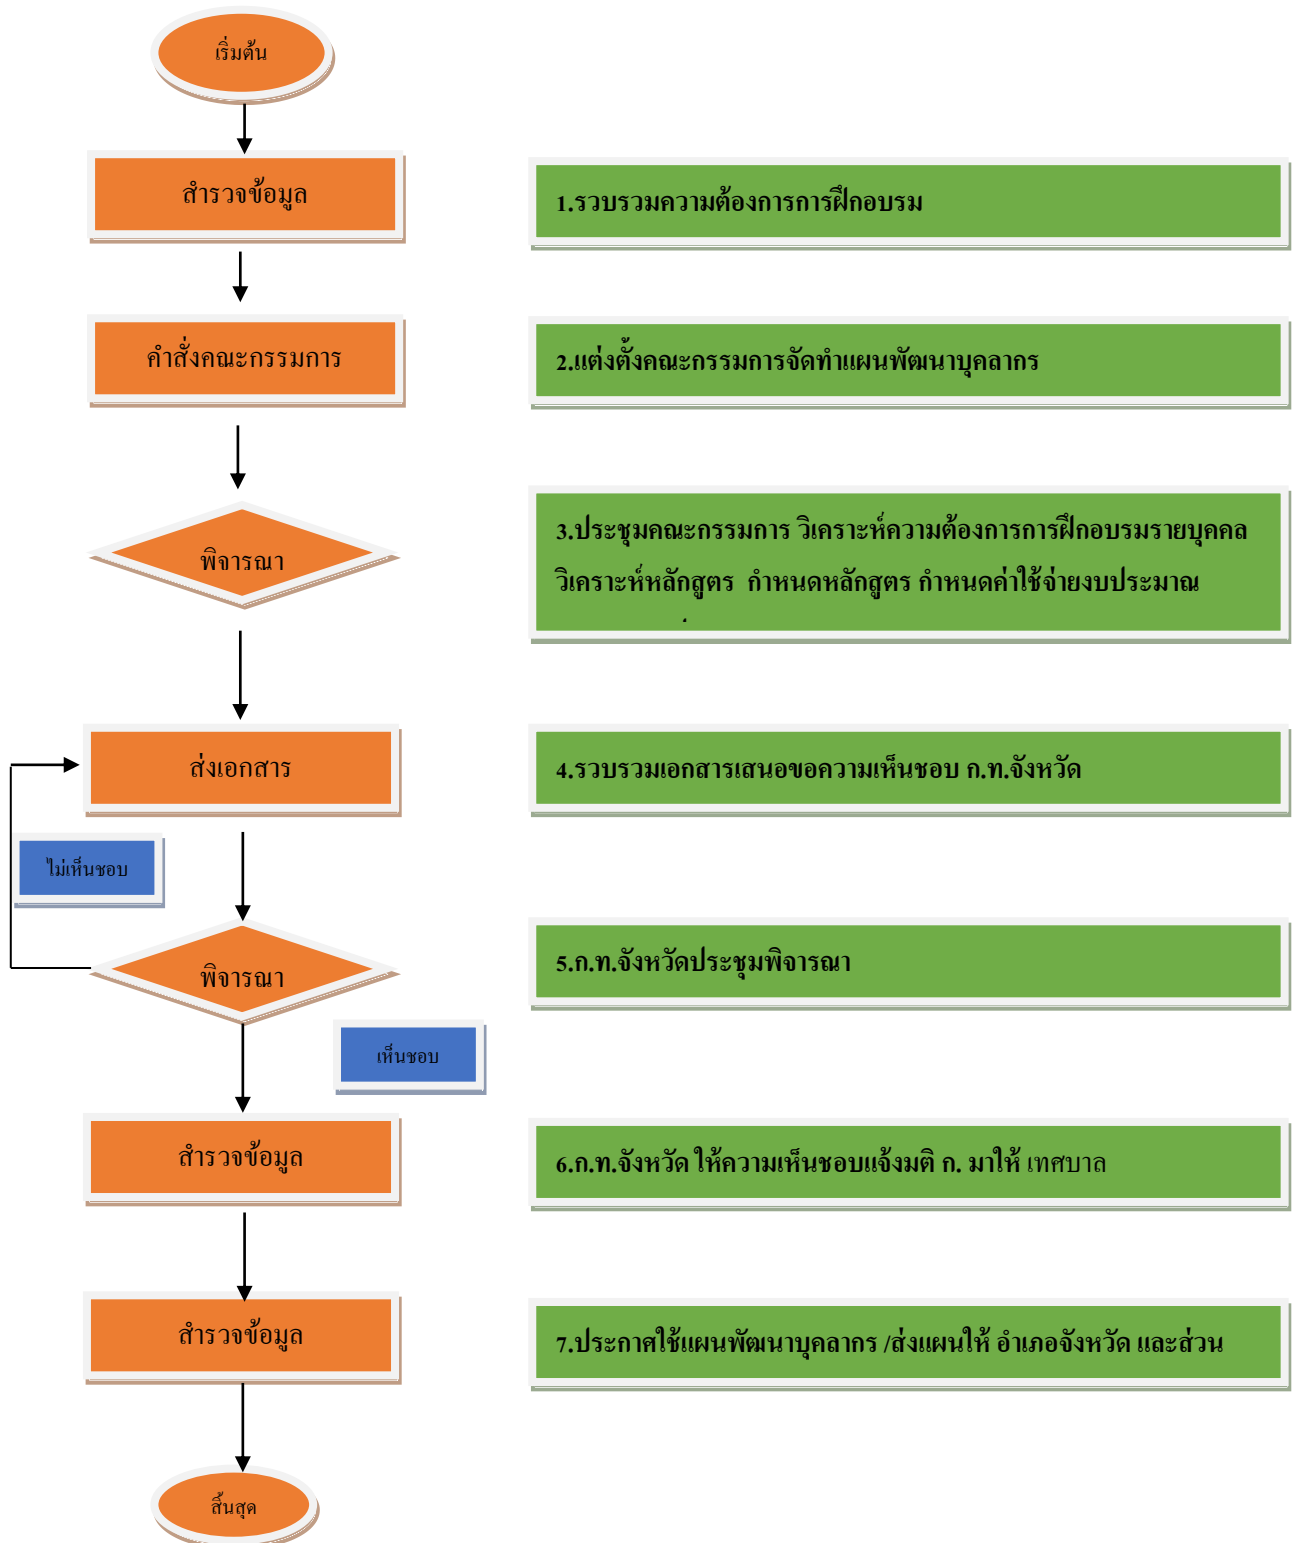 เริ่มต้น
สำรวจข้อมูล
1.รวบรวมความต้องการการฝึกอบรม
คำสั่งคณะกรรมการ
2.แต่งตั้งคณะกรรมการจัดทำแผนพัฒนาบุคลากร
พิจารณา
3.ประชุมคณะกรรมการ วิเคราะห์ความต้องการการฝึกอบรมรายบุคคล
วิเคราะห์หลักสูตร กำหนดหลักสูตร กำหนดค่าใช้จ่ายงบประมาณ
ส่งเอกสาร
4.รวบรวมเอกสารเสนอขอความเห็นชอบ ก.ท.จังหวัด
ไม่เห็นชอบ
พิจารณา
5.ก.ท.จังหวัดประชุมพิจารณา
เห็นชอบ
สำรวจข้อมูล
6.ก.ท.จังหวัด ให้ความเห็นชอบแจ้งมติ ก. มาให้ เทศบาล
สำรวจข้อมูล
7.ประกาศใช้แผนพัฒนาบุคลากร /ส่งแผนให้ อำเภอจังหวัด และส่วน
สิ้นสุด